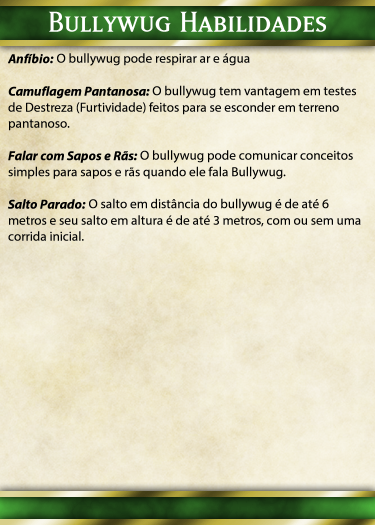 Bullywug Habilidades
Anfíbio: O bullywug pode respirar ar e água
Camuflagem Pantanosa: O bullywug tem vantagem em testes
de Destreza (Furtividade) feitos para se esconder em terreno
pantanoso.
Falar com Sapos e Rãs: O bullywug pode comunicar conceitos
simples para sapos e rãs quando ele fala Bullywug.
Salto Parado: O salto em distância do bullywug é de até 6
metros e seu salto em altura é de até 3 metros, com ou sem uma
corrida inicial.